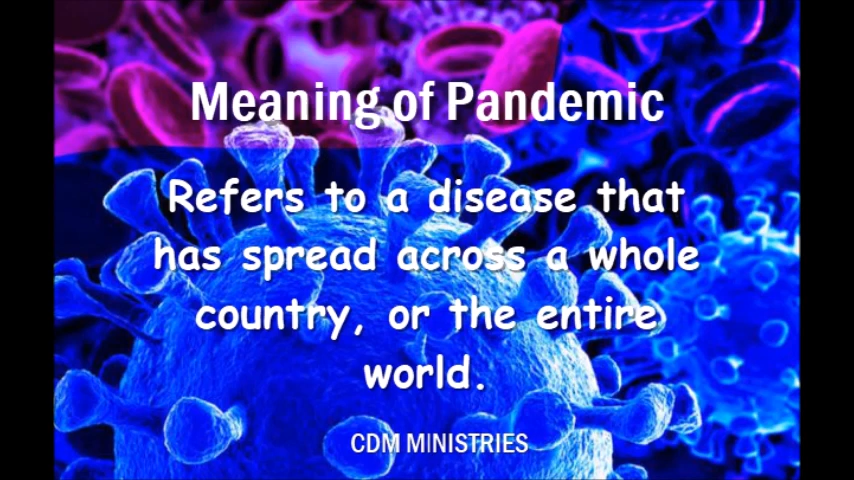 Meaning of Pandemic
Refers to a disease that
has spread across a whole
country, or the entire
world.
CDM MINISTRIES